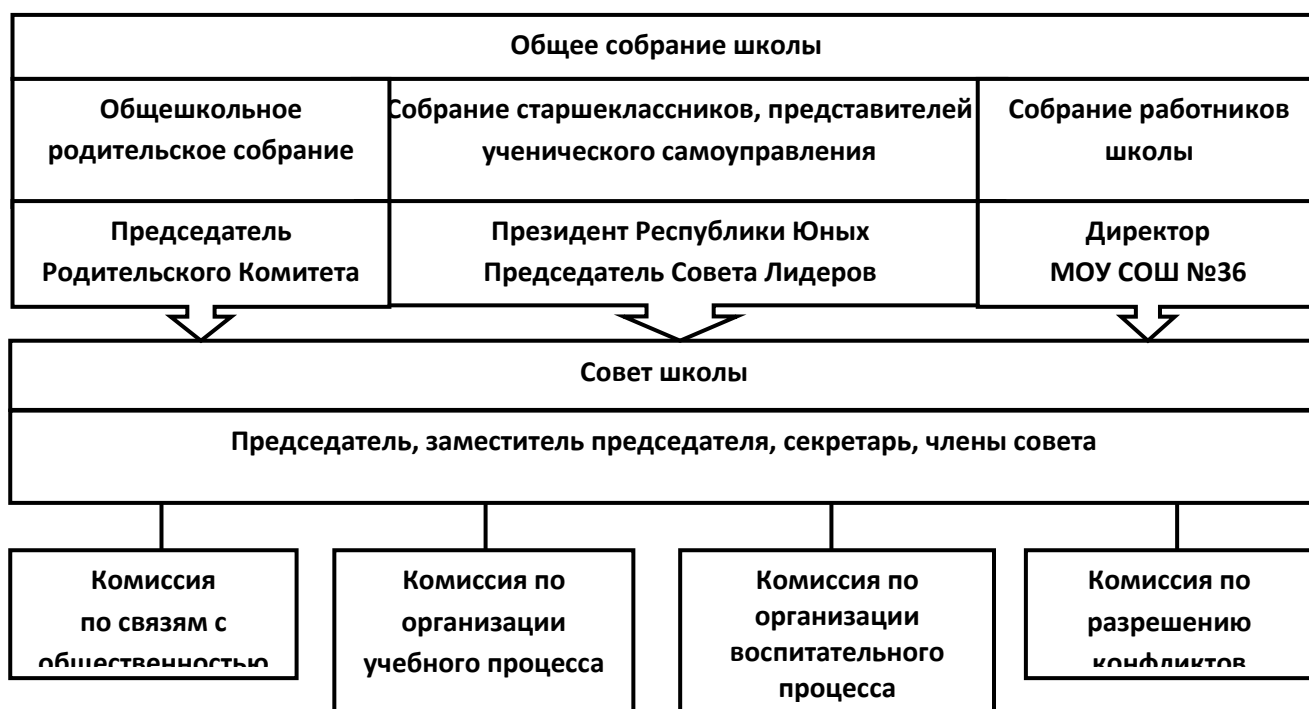 Общее собрание школы
Общешкольное
родительское собрание
Собрание старшеклассников, представителей
ученического самоуправления
Собрание работников
школы
Председатель
Родительского Комитета
Президент Республики Юных
Председатель Совета Лидеров
Директор
МОУ СОШ №36
Совет школы
Председатель, заместитель председателя, секретарь, члены совета
Комиссия
по связям с
общественностью
Комиссия по
организации
учебного процесса
Комиссия по
организации
воспитательного
процесса
Комиссия по
разрешению
конфликтов